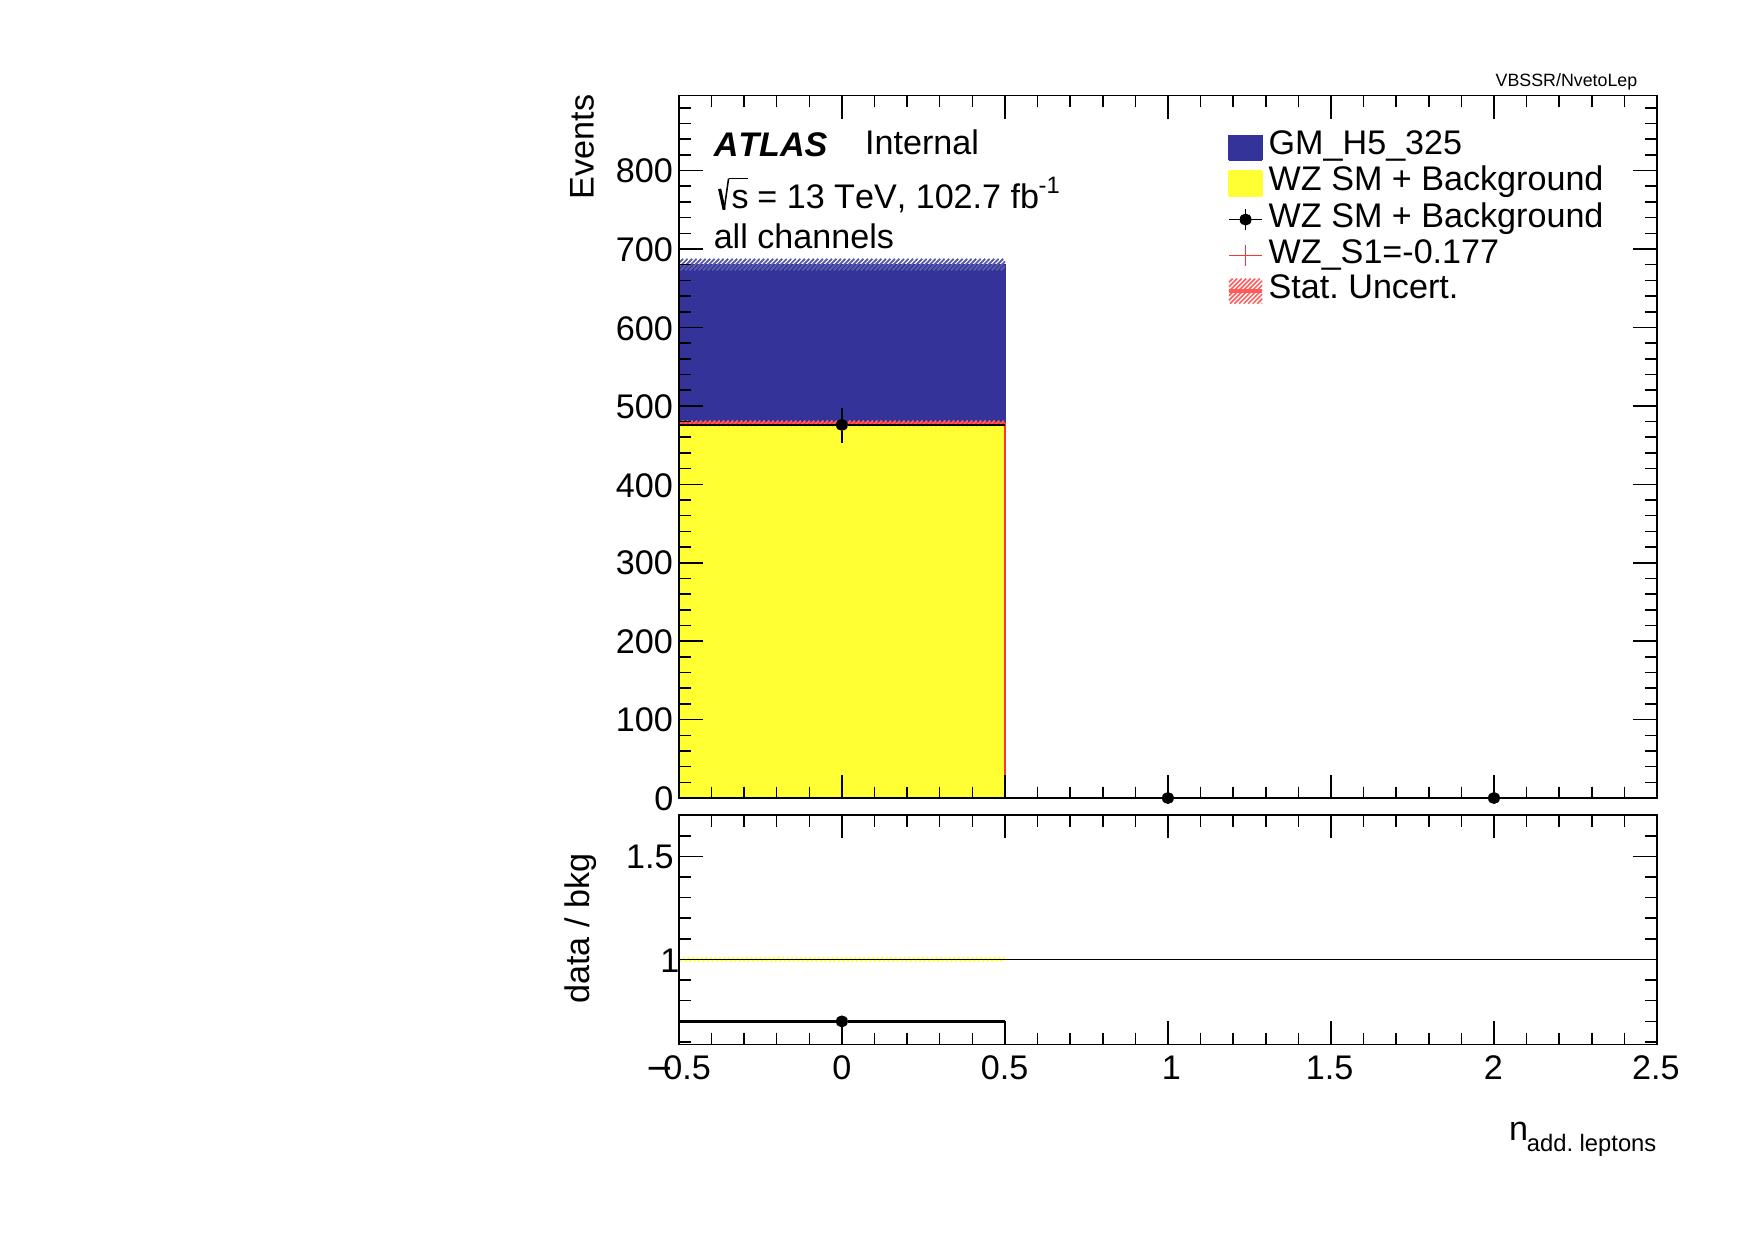 VBSSR/NvetoLep
Events
ATLAS Internal
√s = 13 TeV, 102.7 fb-1
all channels
GM_H5_325
WZ SM + Background
WZ SM + Background
WZ_S1=-0.177
Stat. Uncert.
800
700
600
500
400
300
200
100
0
data / bkg
1.5
1
−0.5 0 0.5 1 1.5 2 2.5
nadd. leptons